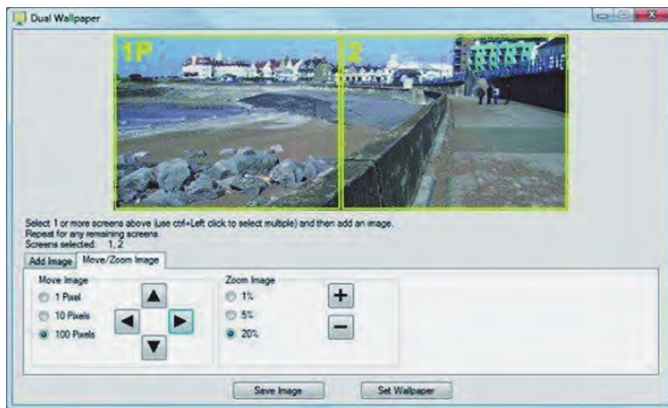 Dual Wallpaper
1P
2
Select 1 or more screens above (use ctrl+Left click to select multiple) and then add an image.
Repeat for any remaining screens
Screens selected: 1, 2
Add Image
Move/Zoom Image
Move Image
1 Pixel
10 Pixels
100 Pixels
Zoom Image
1%
5%
20%
Save Image
Set Wallpaper